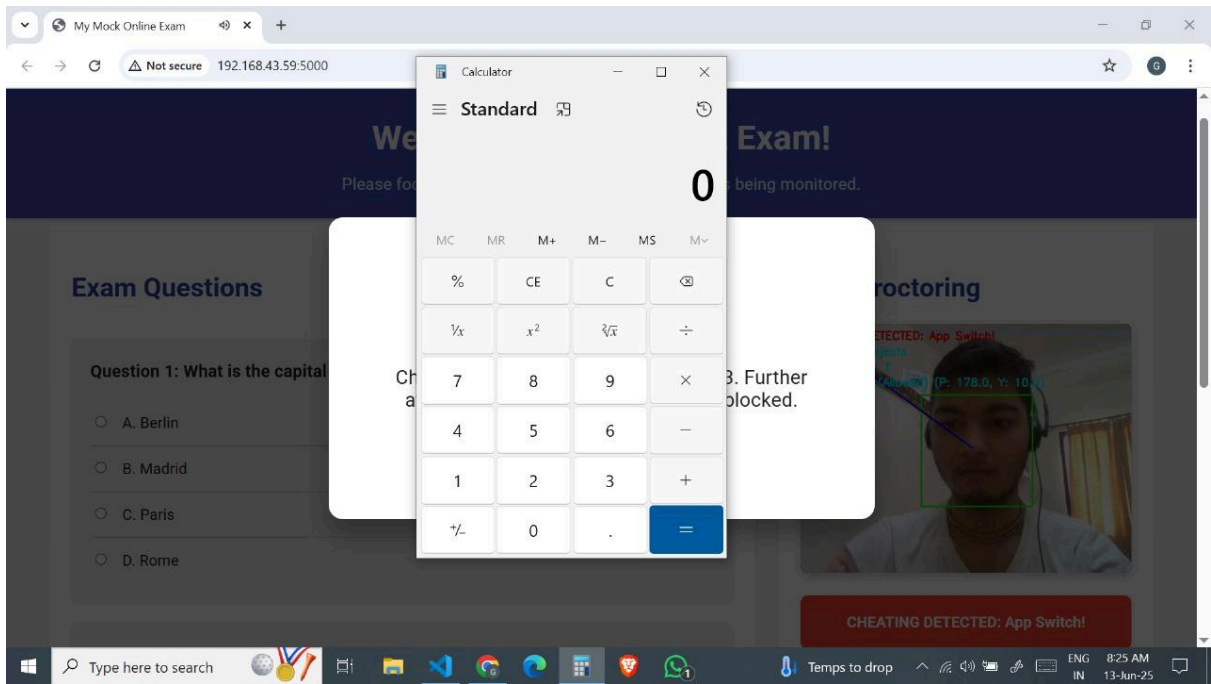 My Mock Online Exam
Not secure 192.168.43.59:5000
G
Calculator
Standard
0
MC MR M+ M− MS M
% CE C
¹/x x² ²√x ÷
7 8 9 ×
4 5 6 −
1 2 3 +
+/− 0 . =
We Exam!
Please foc being monitored.
Exam Questions
Question 1: What is the capital
A. Berlin
B. Madrid
C. Paris
D. Rome
Ch 3. Further
a blocked.
roctoring
ETECTED: App Switch!
(P: 178.0, Y: 10
CHEATING DETECTED: App Switch!
Type here to search
1
Temps to drop
ENG
IN
8:25 AM
13-Jun-25